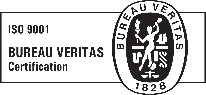 ISO 9001
BUREAU VERITAS
Certification
BUREAU VERITAS
1828